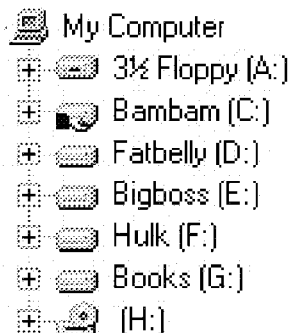 My Computer
3½ Floppy (A:)
Bambam (C:)
Fatbelly (D:)
Bigboss (E:)
Hulk (F:)
Books (G:)
(H:)